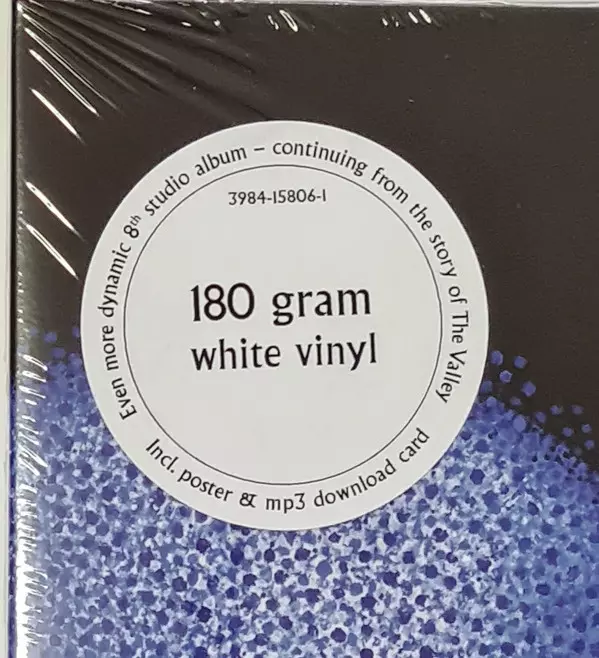 Even more dynamic 8th studio album – continuing from the story of The Valley
3984-15806-1
180 gram
white vinyl
Incl. poster & mp3 download card